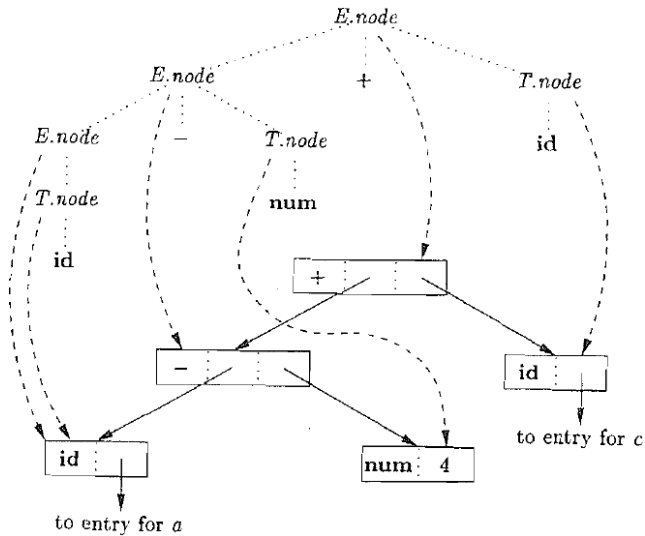 E.node
E.node
+
T.node
E.node
−
T.node
id
T.node
num
id
+
−
id
to entry for c
id
num 4
to entry for a